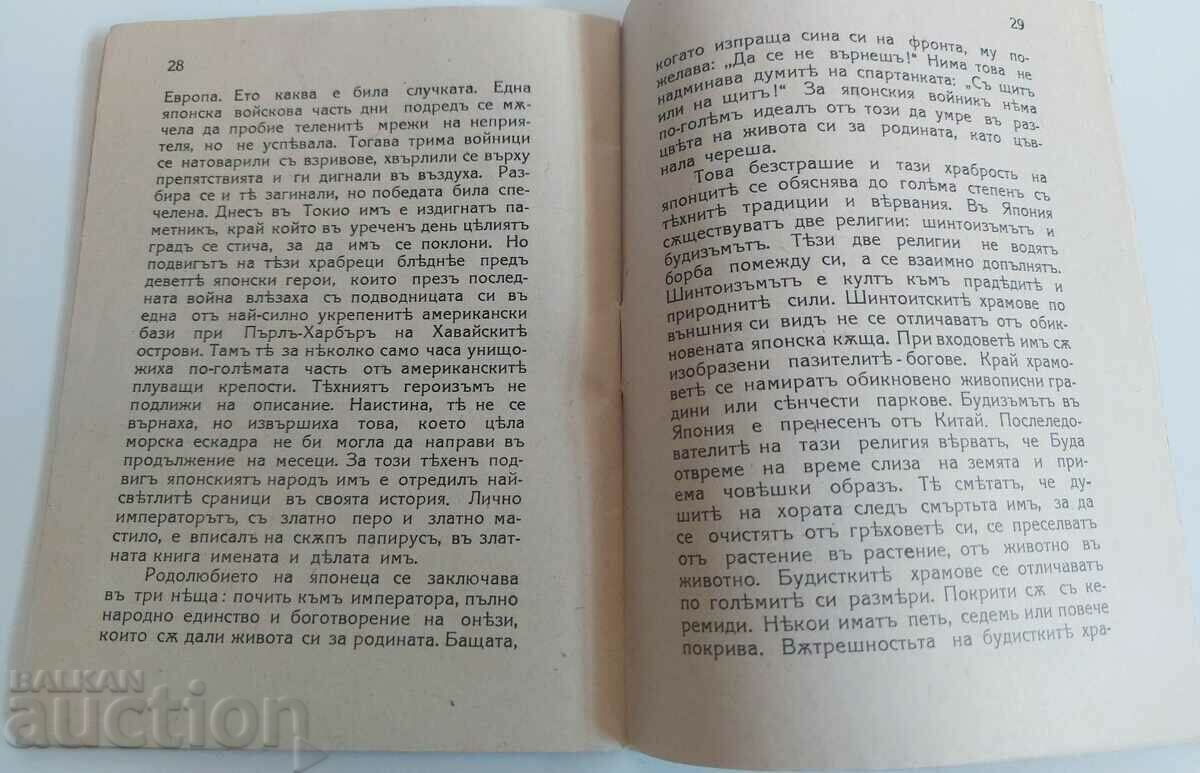 28
Европа. Ето каква е била случката. Една
японска войскова часть дни подредъ се мѫ-
чела да пробие теленитѣ мрежи на неприя-
теля, но не успѣвала. Тогава трима войници
се натоварили съ взривове, хвърлили се върху
препятствията и ги дигнали въ въздуха. Раз-
бира се и тѣ загинали, но победата била спе-
челена. Днесъ въ Токио имъ е издигнатъ па-
метникъ, край който въ уреченъ день цѣлиятъ
градъ се стича, за да имъ се поклони. Но
подвигътъ на тѣзи храбреци блѣднѣе предъ
деветтѣ японски герои, които презъ послед-
ната война влѣзаха съ подводницата си въ
една отъ най-силно укрепенитѣ американски
бази при Пърлъ-Харбъръ на Хавайскитѣ
острови. Тамъ тѣ за нѣколко само часа унищо-
жиха по-голѣмата часть отъ американскитѣ
плуващи крепости. Тѣхниятъ героизъмъ не
подлижи на описание. Наистина, тѣ не се
върнаха, но извършиха това, което цѣла
морска ескадра не би могла да направи въ
продължение на месеци. За този тѣхенъ под-
вигъ японскиятъ народъ имъ е отредилъ най-
свѣтлитѣ сраници въ своята история. Лично
императорътъ, съ златно перо и златно ма-
стило, е вписалъ на скѫпъ папирусъ, въ злат-
ната книга имената и дѣлата имъ.
Родолюбието на японеца се заключава
въ три нѣща: почить къмъ императора, пълно
народно единство и боготворение на онѣзи,
които сѫ дали живота си за родината. Бащата,
29
когато изпраща сина си на фронта, му по-
желава: „Да се не върнешъ!“ Нима това не
надминава думитѣ на спартанката: „Съ щитъ
или на щитъ!“ За японския войникъ нѣма
по-голѣмъ идеалъ отъ този да умре въ раз-
цвета на живота си за родината, като цъв-
нала череша.
Това безстрашие и тази храбрость на
японцитѣ се обяснява до голѣма степенъ съ
тѣхнитѣ традиции и вѣрвания. Въ Япония
сѫществуватъ две религии: шинтоизъмътъ и
будизъмътъ. Тѣзи две религии не водятъ
борба помежду си, а се взаимно допълнятъ.
Шинтоизъмътъ е култъ къмъ прадѣдитѣ и
природнитѣ сили. Шинтоитскитѣ храмове по
външния си видъ не се отличаватъ отъ обик-
новената японска кѫща. При входоветѣ имъ сѫ
изобразени пазителитѣ-богове. Край храмо-
ветѣ се намиратъ обикновено живописни гра-
дини или сѣнчести паркове. Будизъмътъ въ
Япония е пренесенъ отъ Китай. Последо-
вателитѣ на тази религия вѣрватъ, че Буда
отвреме на време слиза на земята и при-
ема човѣшки образъ. Тѣ смѣтатъ, че ду-
шитѣ на хората следъ смъртьта имъ, за да
се очистятъ отъ грѣховетѣ си, се преселватъ
отъ растение въ растение, отъ животно въ
животно. Будисткитѣ храмове се отличаватъ
по голѣмитѣ си размѣри. Покрити сѫ съ ке-
ремиди. Нѣкои иматъ петь, седемь или повече
покрива. Вѫтрешностьта на будисткитѣ хра-
BALKAN
auction